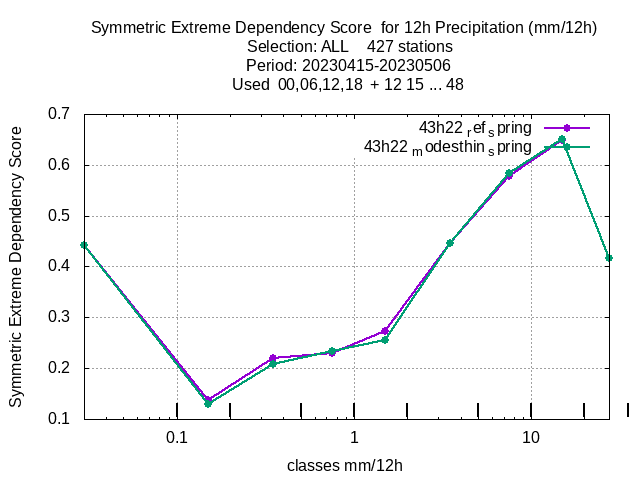 Symmetric Extreme Dependency Score  for 12h Precipitation (mm/12h)
Selection: ALL    427 stations
Period: 20230415-20230506
Used  00,06,12,18  + 12 15 ... 48
43h22 ref spring
43h22 modesthin spring
0.7
0.6
0.5
0.4
0.3
0.2
0.1
Symmetric Extreme Dependency Score
0.1 1 10
classes mm/12h